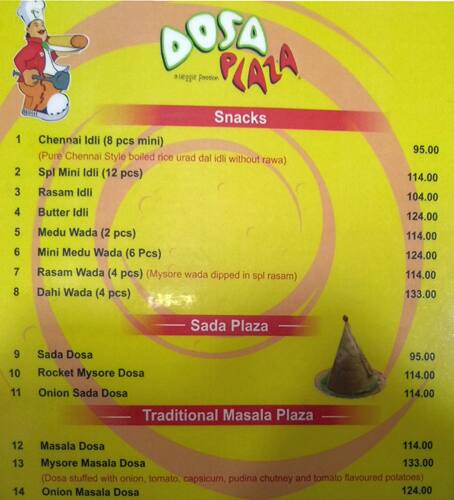 DOSA
a veggie passion PLAZA
Snacks
1 Chennai Idli (8 pcs mini) 95.00
(Pure Chennai Style boiled rice urad dal idli without rawa)
2 Spl Mini Idli (12 pcs) 114.00
3 Rasam Idli 104.00
4 Butter Idli 124.00
5 Medu Wada (2 pcs) 114.00
6 Mini Medu Wada (6 Pcs) 124.00
7 Rasam Wada (4 pcs) (Mysore wada dipped in spl rasam) 114.00
8 Dahi Wada (4 pcs) 133.00
Sada Plaza
9 Sada Dosa 95.00
10 Rocket Mysore Dosa 114.00
11 Onion Sada Dosa 114.00
Traditional Masala Plaza
12 Masala Dosa 114.00
13 Mysore Masala Dosa 133.00
(Dosa stuffed with onion, tomato, capsicum, pudina chutney and tomato flavoured potatoes)
14 Onion Masala Dosa 124.00